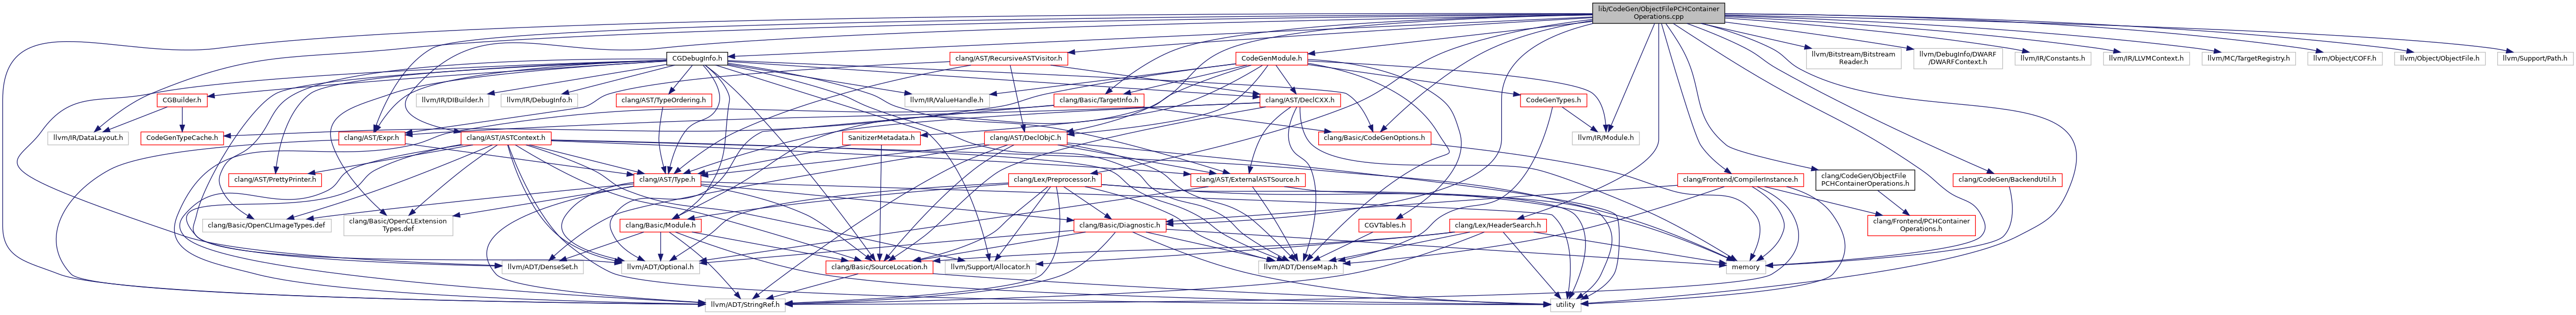 lib/CodeGen/ObjectFilePCHContainer
Operations.cpp
CGDebugInfo.h
clang/AST/RecursiveASTVisitor.h
CodeGenModule.h
llvm/Bitstream/Bitstream
Reader.h
llvm/DebugInfo/DWARF
/DWARFContext.h
llvm/IR/Constants.h
llvm/IR/LLVMContext.h
llvm/MC/TargetRegistry.h
llvm/Object/COFF.h
llvm/Object/ObjectFile.h
llvm/Support/Path.h
CGBuilder.h
llvm/IR/DIBuilder.h
llvm/IR/DebugInfo.h
clang/AST/TypeOrdering.h
llvm/IR/ValueHandle.h
clang/Basic/TargetInfo.h
clang/AST/DeclCXX.h
CodeGenTypes.h
llvm/IR/DataLayout.h
CodeGenTypeCache.h
clang/AST/Expr.h
clang/AST/ASTContext.h
SanitizerMetadata.h
clang/AST/DeclObjC.h
clang/Basic/CodeGenOptions.h
llvm/IR/Module.h
clang/AST/PrettyPrinter.h
clang/AST/Type.h
clang/Lex/Preprocessor.h
clang/AST/ExternalASTSource.h
clang/Frontend/CompilerInstance.h
clang/CodeGen/ObjectFile
PCHContainerOperations.h
clang/CodeGen/BackendUtil.h
clang/Basic/OpenCLImageTypes.def
clang/Basic/OpenCLExtension
Types.def
clang/Basic/Module.h
clang/Basic/Diagnostic.h
CGVTables.h
clang/Lex/HeaderSearch.h
clang/Frontend/PCHContainer
Operations.h
llvm/ADT/DenseSet.h
llvm/ADT/Optional.h
clang/Basic/SourceLocation.h
llvm/Support/Allocator.h
llvm/ADT/DenseMap.h
memory
llvm/ADT/StringRef.h
utility